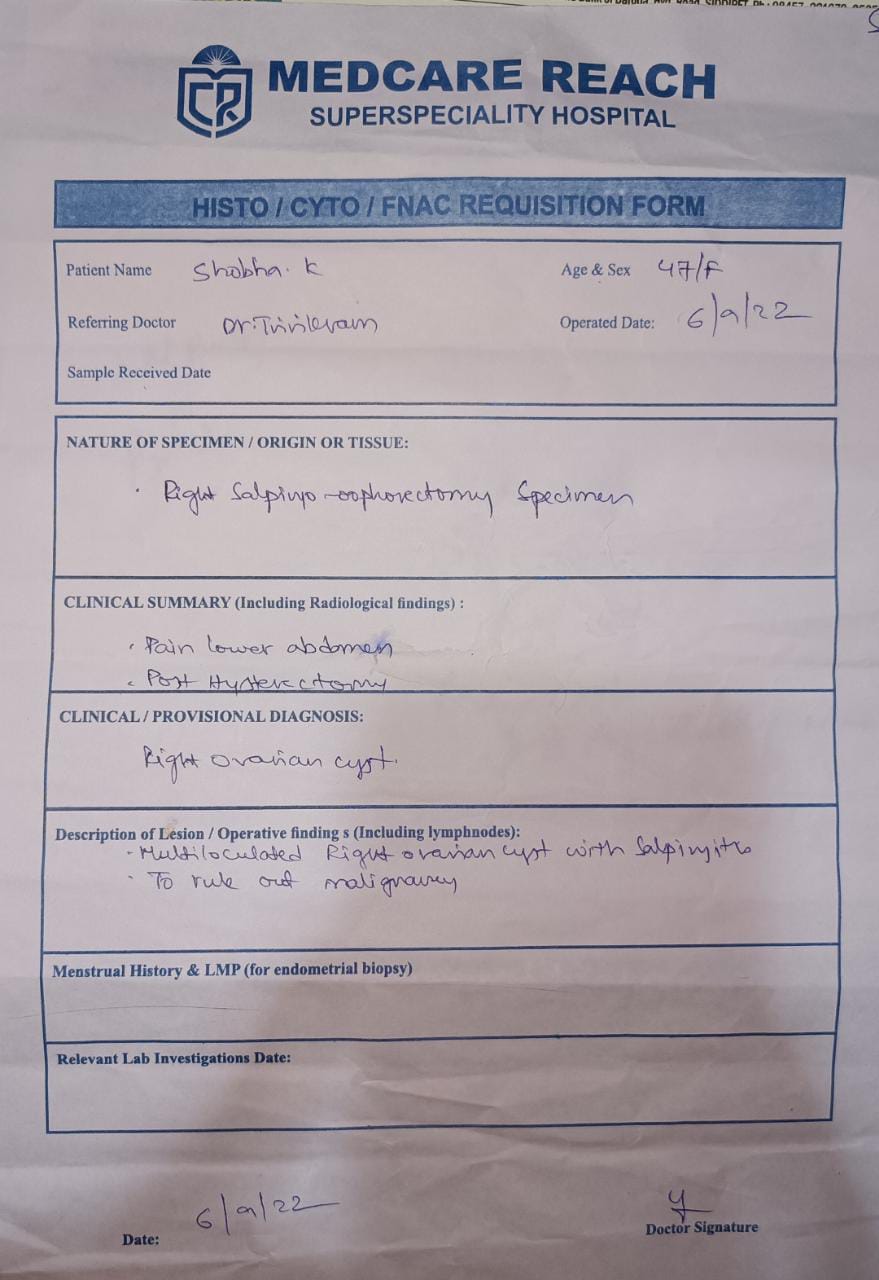 MEDCARE REACH
SUPERSPECIALITY HOSPITAL
HISTO / CYTO / FNAC REQUISITION FORM
Patient Name Shobha. K Age & Sex 47/F
Referring Doctor Dr. Operated Date: 6/9/22
Sample Received Date
NATURE OF SPECIMEN / ORIGIN OR TISSUE:
Right Salpingo-oophorectomy Specimen
CLINICAL SUMMARY (Including Radiological findings) :
Pain lower abdomen
Post Hysterectomy
CLINICAL / PROVISIONAL DIAGNOSIS:
Right ovarian cyst.
Description of Lesion / Operative finding s (Including lymphnodes):
- Multiloculated Right ovarian cyst with Salpingitis
To rule out malignancy
Menstrual History & LMP (for endometrial biopsy)
Relevant Lab Investigations Date:
Date: 6/9/22
Doctor Signature